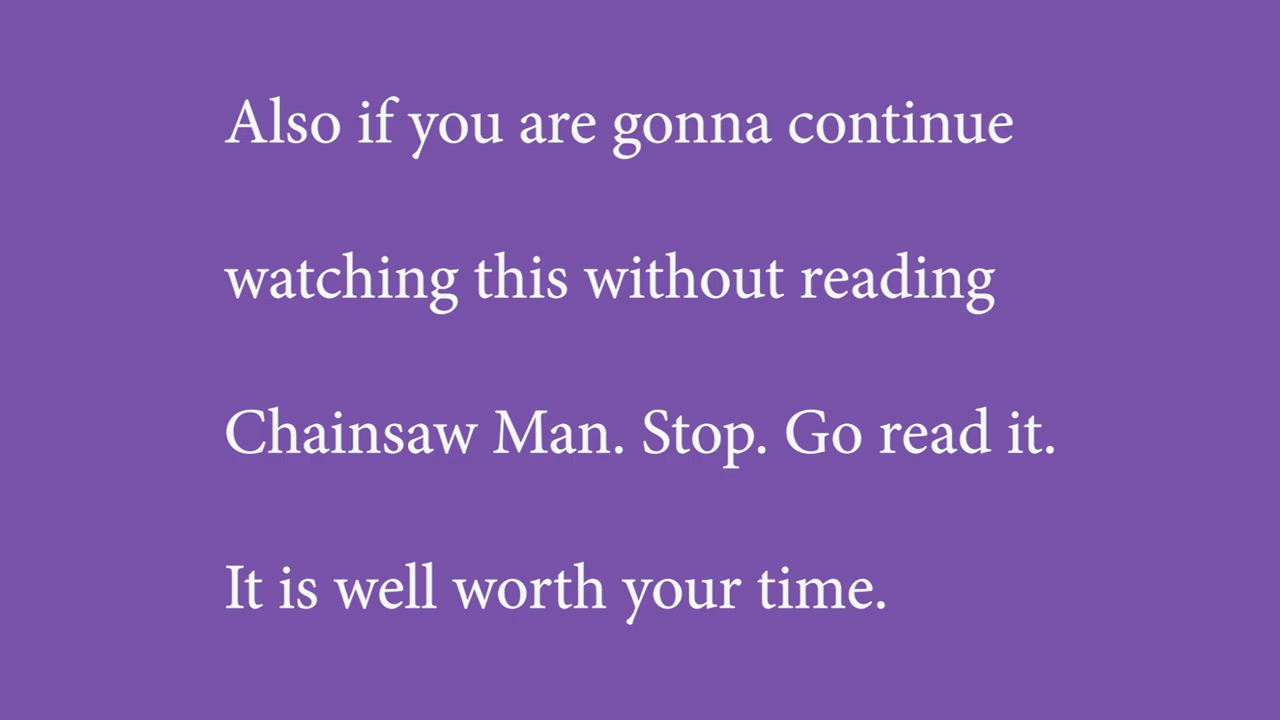 Also if you are gonna continue
watching this without reading
Chainsaw Man. Stop. Go read it.
It is well worth your time.